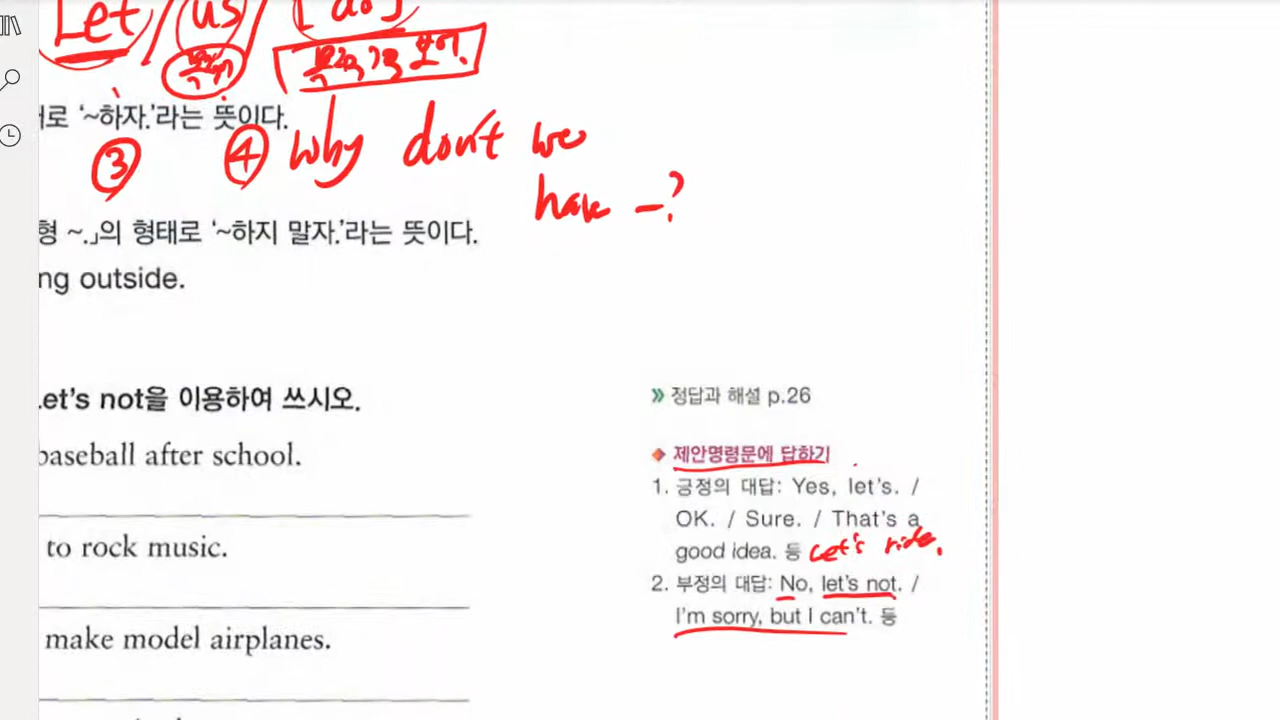 Let / us / [do]
목적어 목적격 보어.
로 '~하자.'라는 뜻이다.
③ ④ why don't we
have ~?
형 ~.」의 형태로 '~하지 말자.'라는 뜻이다.
ng outside.
Let's not을 이용하여 쓰시오.
baseball after school.
to rock music.
make model airplanes.
» 정답과 해설 p.26
제안명령문에 답하기
1. 긍정의 대답: Yes, let's. /
OK. / Sure. / That's a
good idea. 등 Let's ride.
2. 부정의 대답: No, let's not. /
I'm sorry, but I can't. 등